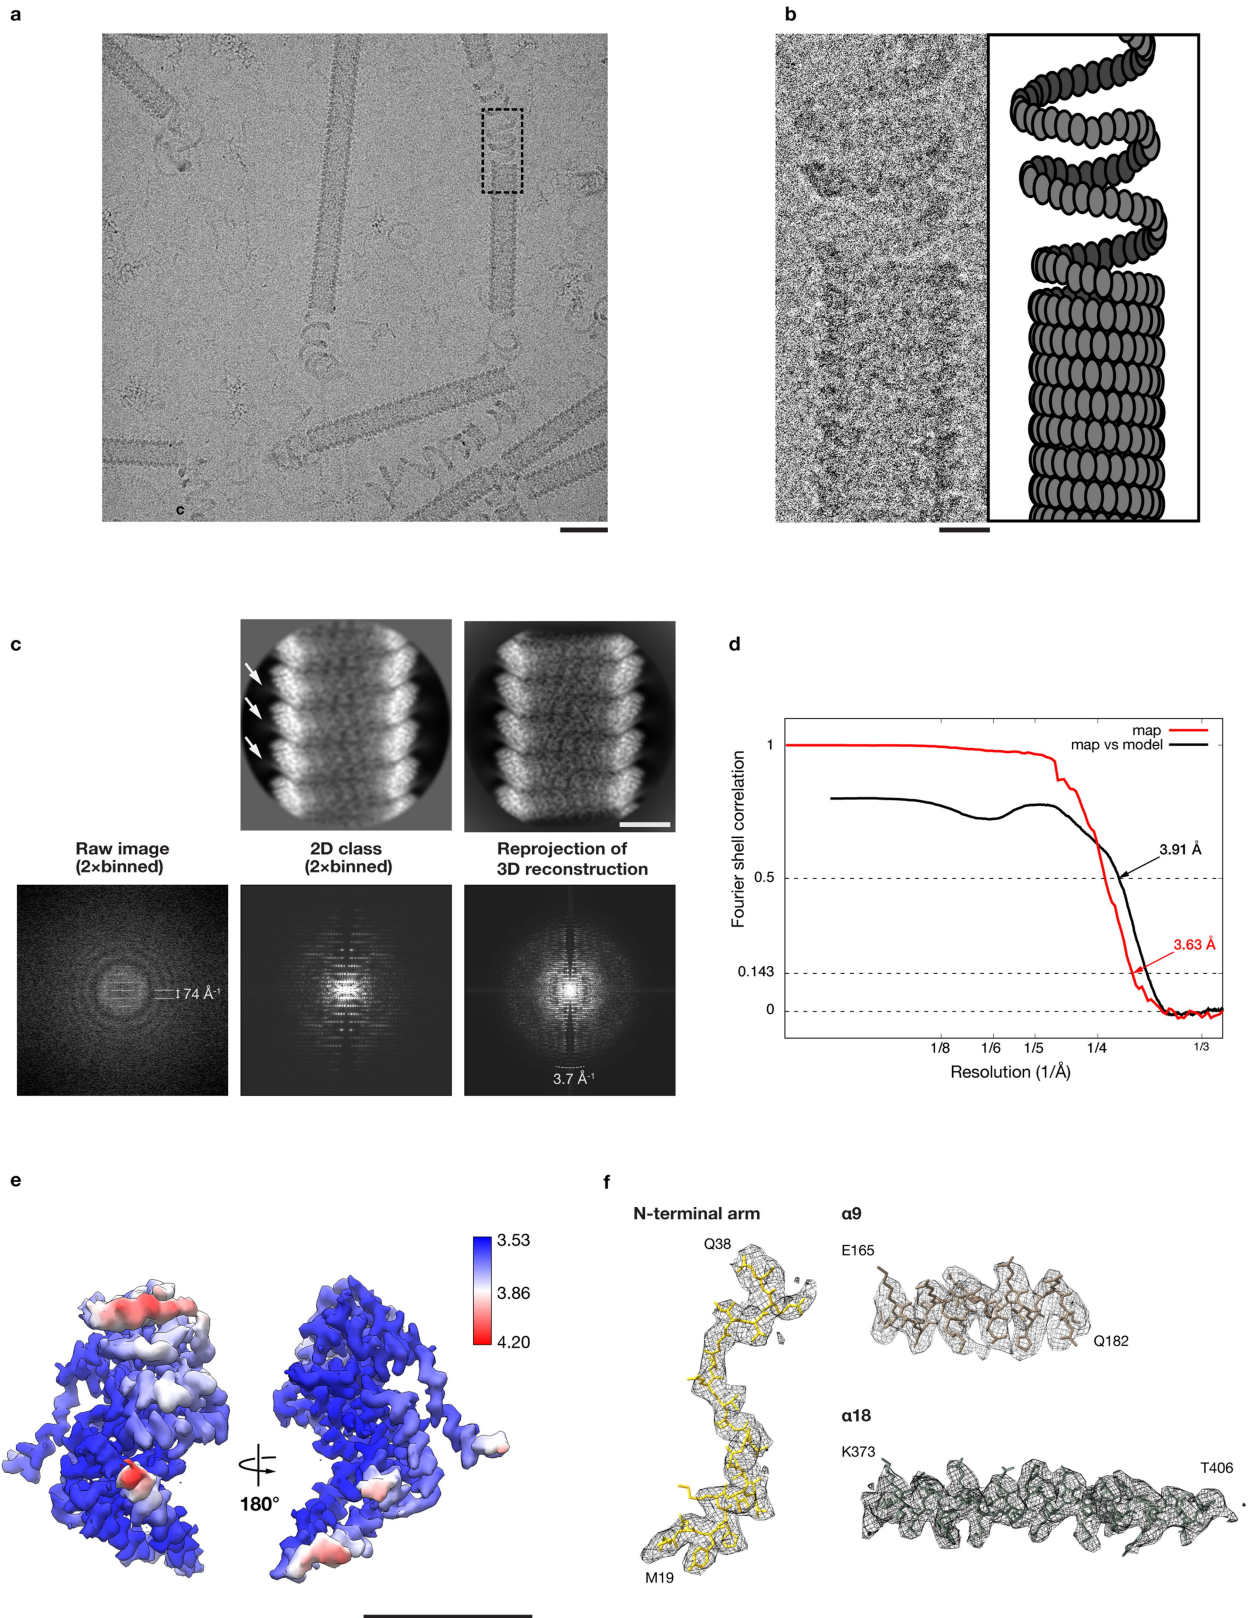 a
b
c
c
d
Raw image
(2×binned)
2D class
(2×binned)
Reprojection of
3D reconstruction
74 Å-1
3.7 Å-1
map
map vs model
Fourier shell correlation
1
0.5
0.143
0
3.91 Å
3.63 Å
1/8
1/6
1/5
1/4
1/3
Resolution (1/Å)
e
180°
3.53
3.86
4.20
f
N-terminal arm
Q38
M19
α9
E165
Q182
α18
K373
T406